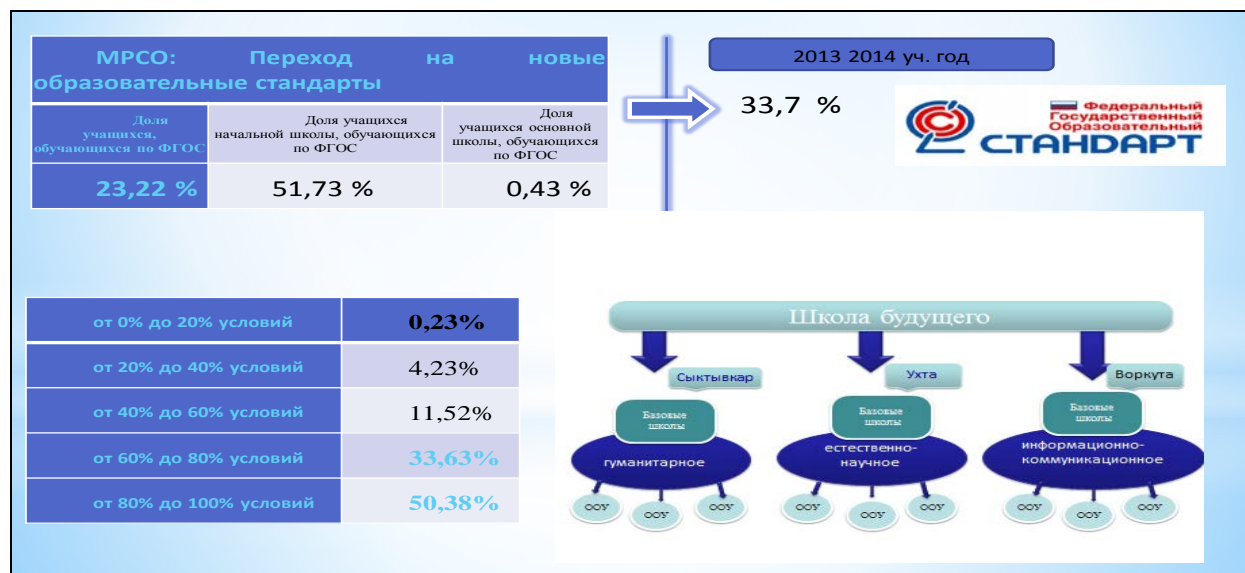 МРСО: Переход на новые
образовательные стандарты
Доля
учащихся,
обучающихся по ФГОС
Доля учащихся
начальной школы, обучающихся
по ФГОС
Доля
учащихся основной
школы, обучающихся
по ФГОС
23,22 %
51,73 %
0,43 %
2013 2014 уч. год
33,7 %
Федеральный
Государственный
Образовательный
СТАНДАРТ
от 0% до 20% условий
0,23%
от 20% до 40% условий
4,23%
от 40% до 60% условий
11,52%
от 60% до 80% условий
33,63%
от 80% до 100% условий
50,38%
Школа будущего
Сыктывкар
Ухта
Воркута
Базовые
школы
Базовые
школы
Базовые
школы
гуманитарное
естественно-
научное
информационно-
коммуникационное
ООУ
ООУ
ООУ
ООУ
ООУ
ООУ
ООУ
ООУ
ООУ